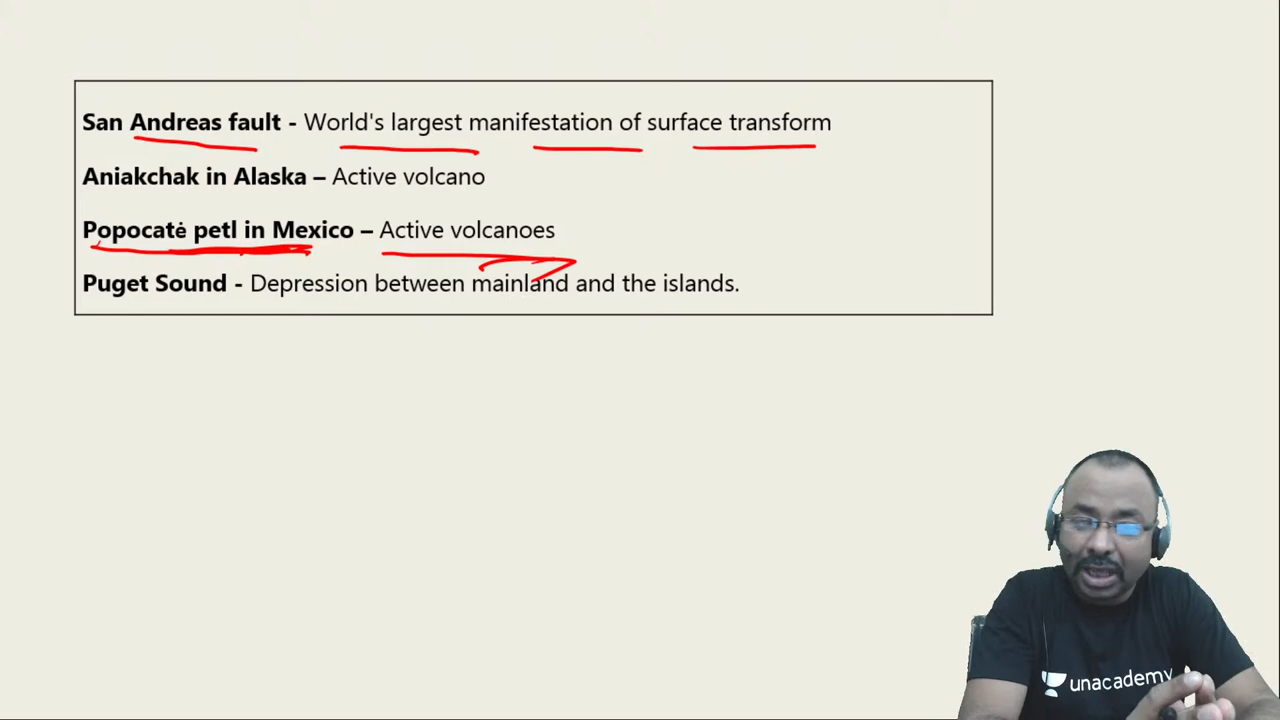 San Andreas fault - World's largest manifestation of surface transform
Aniakchak in Alaska – Active volcano
Popocatė petl in Mexico – Active volcanoes
Puget Sound - Depression between mainland and the islands.
unacademy